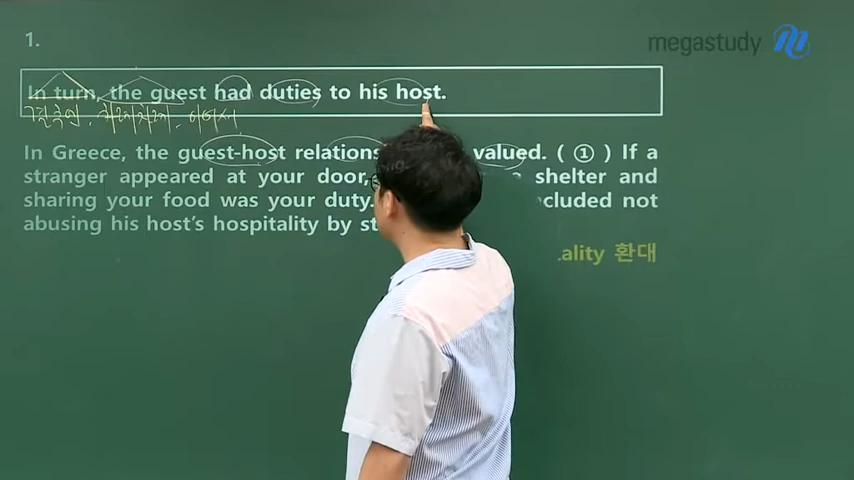 1.
megastudy
In turn, the guest had duties to his host.
In Greece, the guest-host relations valued. ( ① ) If a
stranger appeared at your door, shelter and
sharing your food was your duty. cluded not
abusing his host's hospitality by st
ality 환대